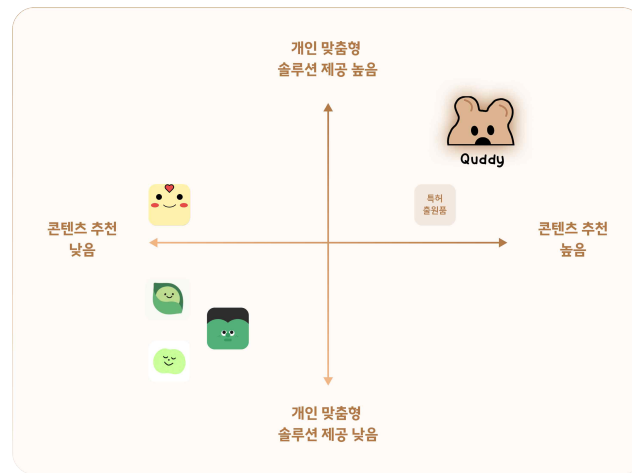 개인 맞춤형
솔루션 제공 높음
Quddy
특허
출원품
콘텐츠 추천
낮음
콘텐츠 추천
높음
개인 맞춤형
솔루션 제공 낮음